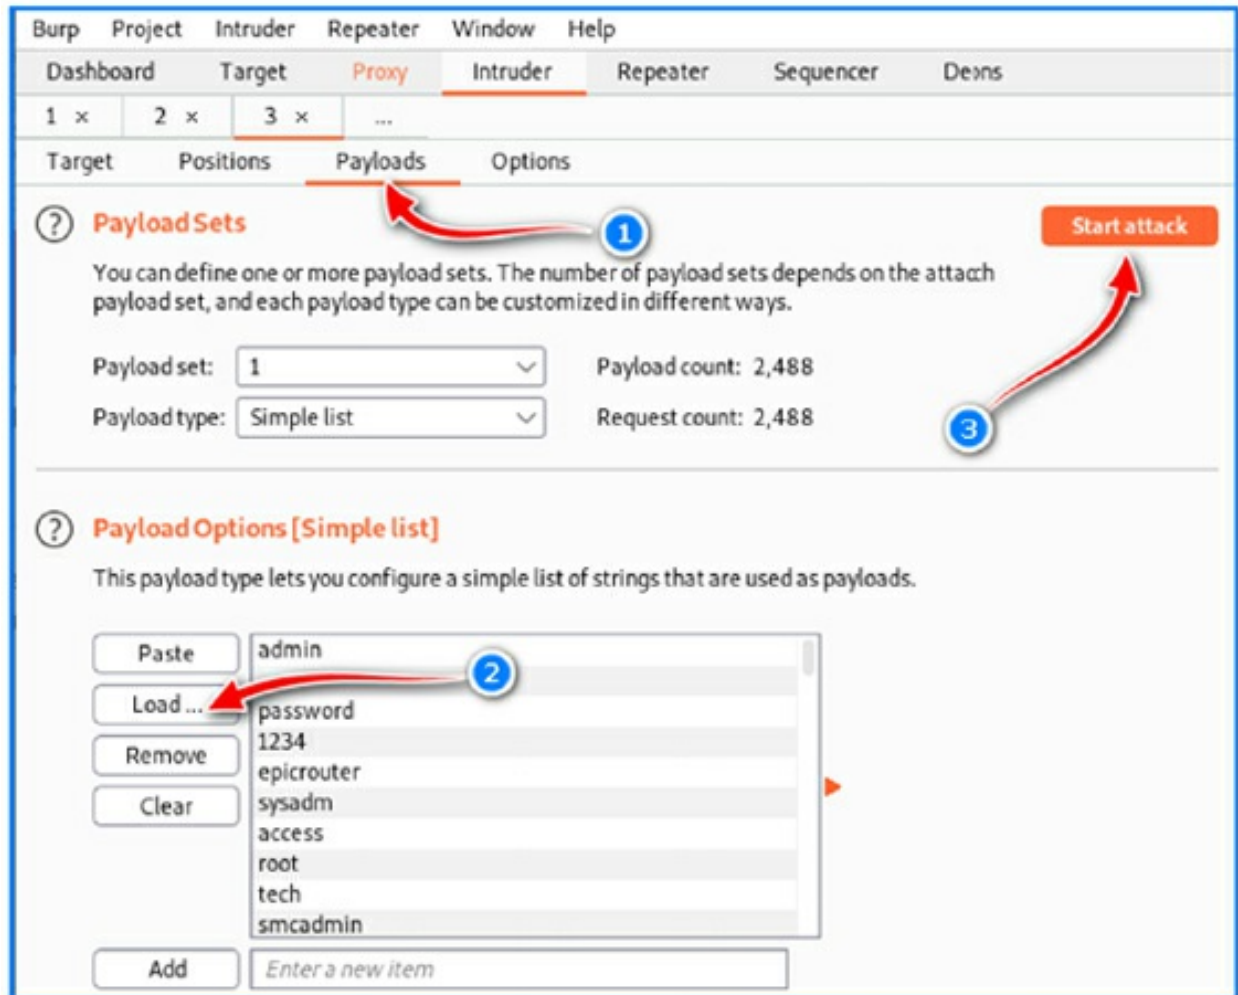 Burp Project Intruder Repeater Window Help
Dashboard Target Proxy Intruder Repeater Sequencer
1 × 2 × 3 × ...
Target Positions Payloads Options
? Payload Sets
1
Start attack
You can define one or more payload sets. The number of payload sets depends on the attacch
payload set, and each payload type can be customized in different ways.
Payload set: 1 Payload count: 2,488
Payload type: Simple list Request count: 2,488
3
? Payload Options [Simple list]
This payload type lets you configure a simple list of strings that are used as payloads.
Paste
Load ...
Remove
Clear
admin
2
password
1234
epicrouter
sysadm
access
root
tech
smcadmin
Add Enter a new item